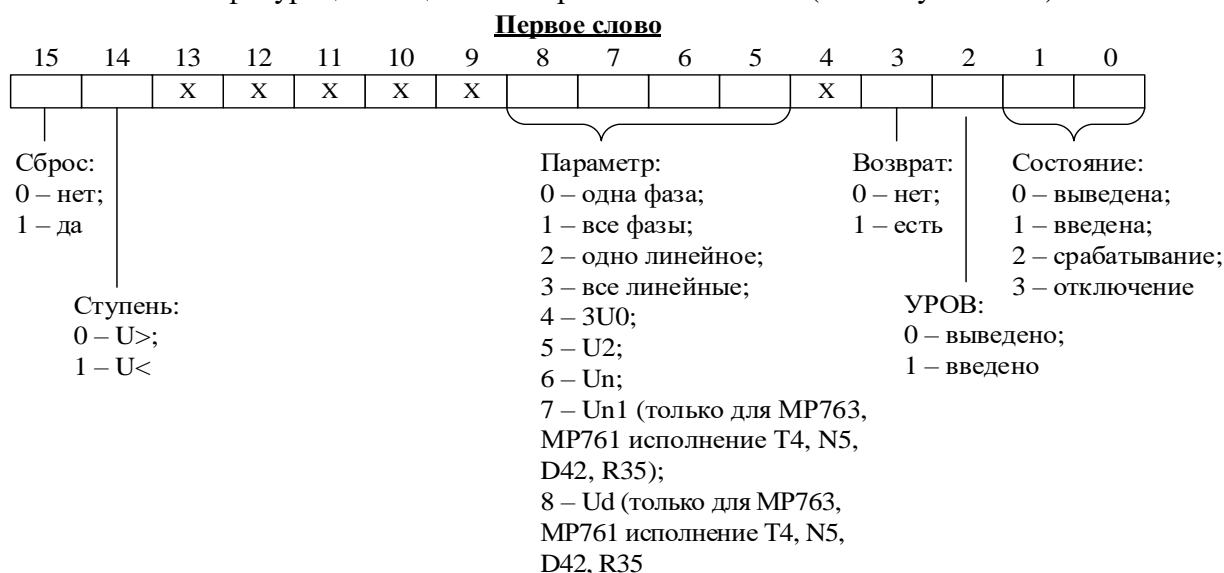 Первое слово
15 14 13 12 11 10 9 8 7 6 5 4 3 2 1 0
X X X X X X
Сброс:
0 – нет;
1 – да
Ступень:
0 – U>;
1 – U<
Параметр:
0 – одна фаза;
1 – все фазы;
2 – одно линейное;
3 – все линейные;
4 – 3U0;
5 – U2;
6 – Un;
7 – Un1 (только для МР763,
МР761 исполнение Т4, N5,
D42, R35);
8 – Ud (только для МР763,
МР761 исполнение Т4, N5,
D42, R35
Возврат:
0 – нет;
1 – есть
УРОВ:
0 – выведено;
1 – введено
Состояние:
0 – выведена;
1 – введена;
2 – срабатывание;
3 – отключение